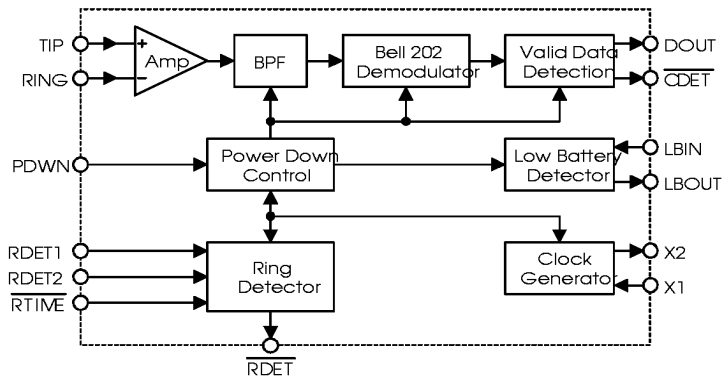 TIP
RING
+
−
Amp
BPF
Bell 202
Demodulator
Valid Data
Detection
DOUT
CDET
PDWN
Power Down
Control
Low Battery
Detector
LBIN
LBOUT
RDET1
RDET2
RTIME
Ring
Detector
Clock
Generator
X2
X1
RDET